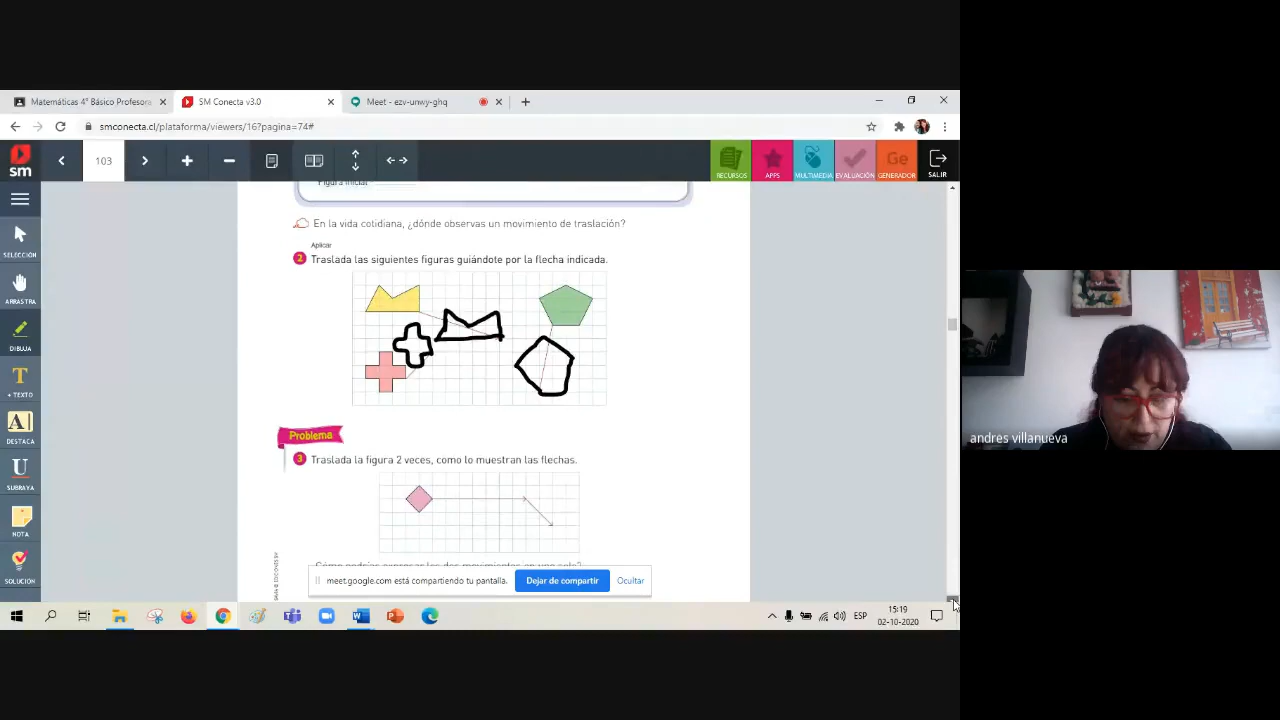 Matemáticas 4° Básico Profesora
SM Conecta v3.0
Meet - ezv-unwy-ghq
smconecta.cl/plataforma/viewers/16?pagina=74#
sm
103
RECURSOS
APPS
MULTIMEDIA
EVALUACIÓN
Ge
GENERADOR
SALIR
SELECCIÓN
ARRASTRA
DIBUJA
T
+ TEXTO
A
DESTACA
U
SUBRAYA
NOTA
SOLUCIÓN
Figura inicial
En la vida cotidiana, ¿dónde observas un movimiento de traslación?
Aplicar
2 Traslada las siguientes figuras guiándote por la flecha indicada.
Problema
3 Traslada la figura 2 veces, como lo muestran las flechas.
meet.google.com está compartiendo tu pantalla.
Dejar de compartir
Ocultar
ESP
15:19
02-10-2020
andres villanueva